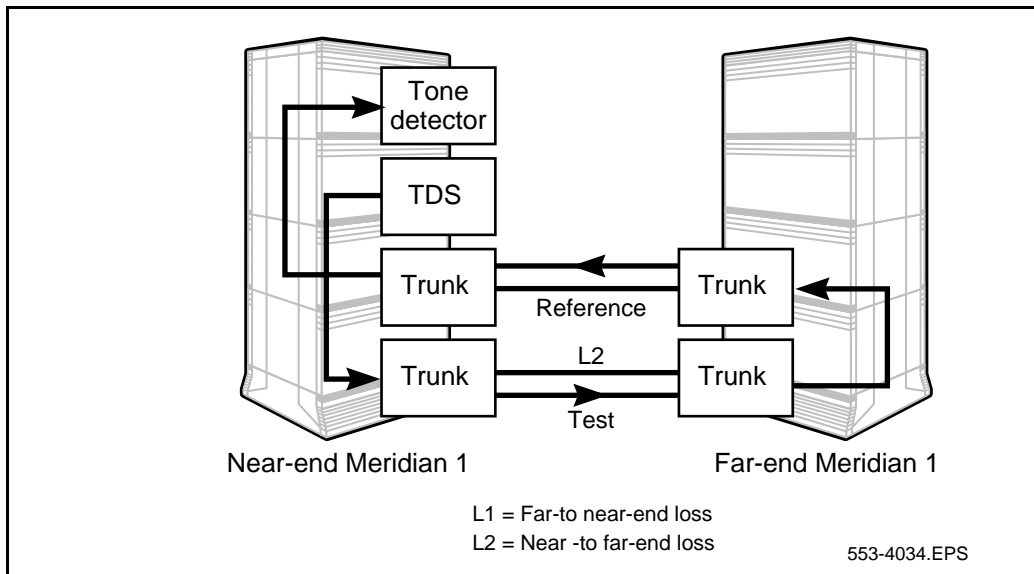 Tone
detector
TDS
Trunk
Trunk
Reference
L2
Trunk
Trunk
Test
Near-end Meridian 1
Far-end Meridian 1
L1 = Far-to near-end loss
L2 = Near -to far-end loss
553-4034.EPS